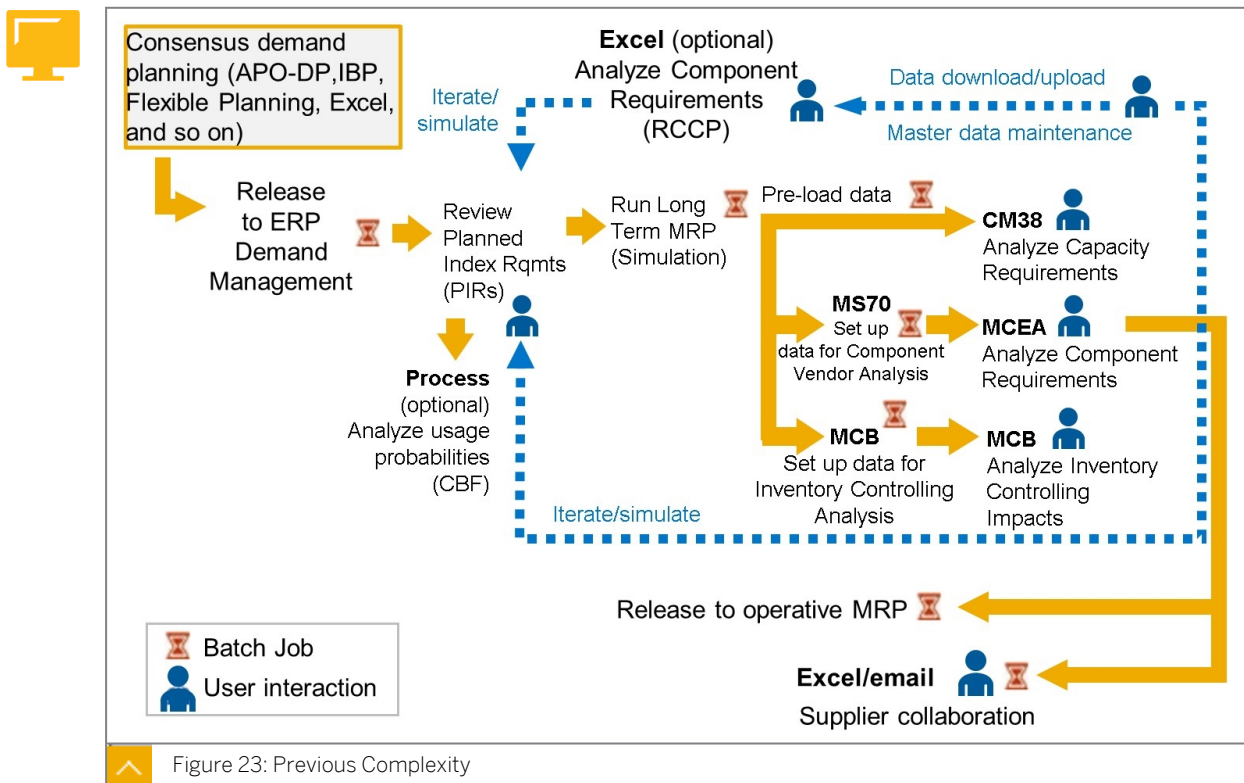 Consensus demand
planning (APO-DP,IBP,
Flexible Planning, Excel,
and so on)
Iterate/
simulate
Excel (optional)
Analyze Component
Requirements
(RCCP)
Data download/upload
Master data maintenance
Release
to ERP
Demand
Management
Review
Planned
Index Rqmts
(PIRs)
Run Long
Term MRP
(Simulation)
Pre-load data
CM38
Analyze Capacity
Requirements
MS70
Set up
data for Component
Vendor Analysis
MCEA
Analyze Component
Requirements
Process
(optional)
Analyze usage
probabilities
(CBF)
MCB
Set up data for
Inventory Controlling
Analysis
MCB
Analyze Inventory
Controlling
Impacts
Iterate/simulate
Release to operative MRP
Excel/email
Supplier collaboration
Batch Job
User interaction
Figure 23: Previous Complexity